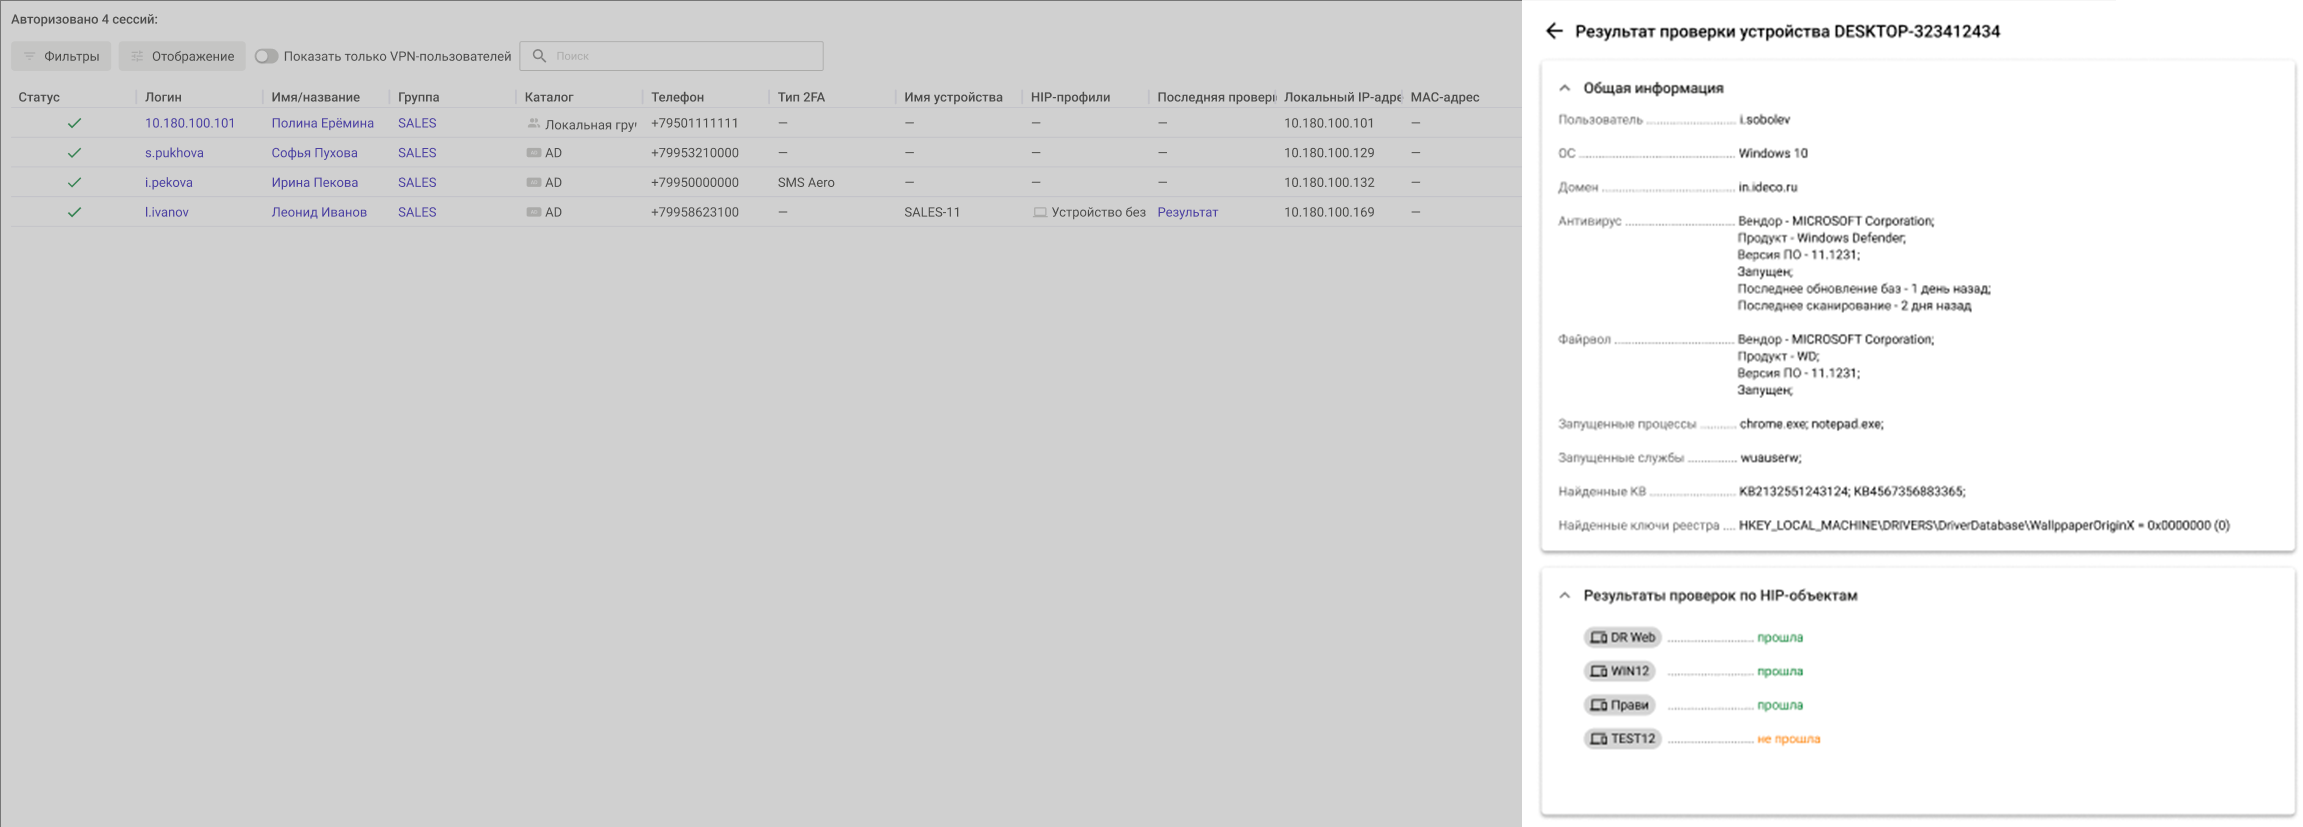 Авторизовано 4 сессий:
Фильтры Отображение Показать только VPN-пользователей Поиск
Статус Логин Имя/название Группа Каталог Телефон Тип 2FA Имя устройства HIP-профили Последняя провер Локальный IP-адре MAC-адрес
10.180.100.101 Полина Ерёмина SALES Локальная гру +79501111111 — — — — 10.180.100.101 —
s.pukhova Софья Пухова SALES AD +79953210000 — — — — 10.180.100.129 —
i.pekova Ирина Пекова SALES AD +79950000000 SMS Aero — — — 10.180.100.132 —
l.ivanov Леонид Иванов SALES AD +79958623100 — SALES-11 Устройство без Результат 10.180.100.169 —
Результат проверки устройства DESKTOP-323412434
Общая информация
Пользователь i.sobolev
ОС Windows 10
Домен in.ideco.ru
Антивирус Вендор - MICROSOFT Corporation;
Продукт - Windows Defender;
Версия ПО - 11.1231;
Запущен;
Последнее обновление баз - 1 день назад;
Последнее сканирование - 2 дня назад
Файрвол Вендор - MICROSOFT Corporation;
Продукт - WD;
Версия ПО - 11.1231;
Запущен;
Запущенные процессы chrome.exe; notepad.exe;
Запущенные службы wuauserw;
Найденные KB KB2132551243124; KB4567356883365;
Найденные ключи реестра HKEY_LOCAL_MACHINE\DRIVERS\DriverDatabase\WallppaperOriginX = 0x0000000 (0)
Результаты проверок по HIP-объектам
DR Web прошла
WIN12 прошла
Прави прошла
TEST12 не прошла